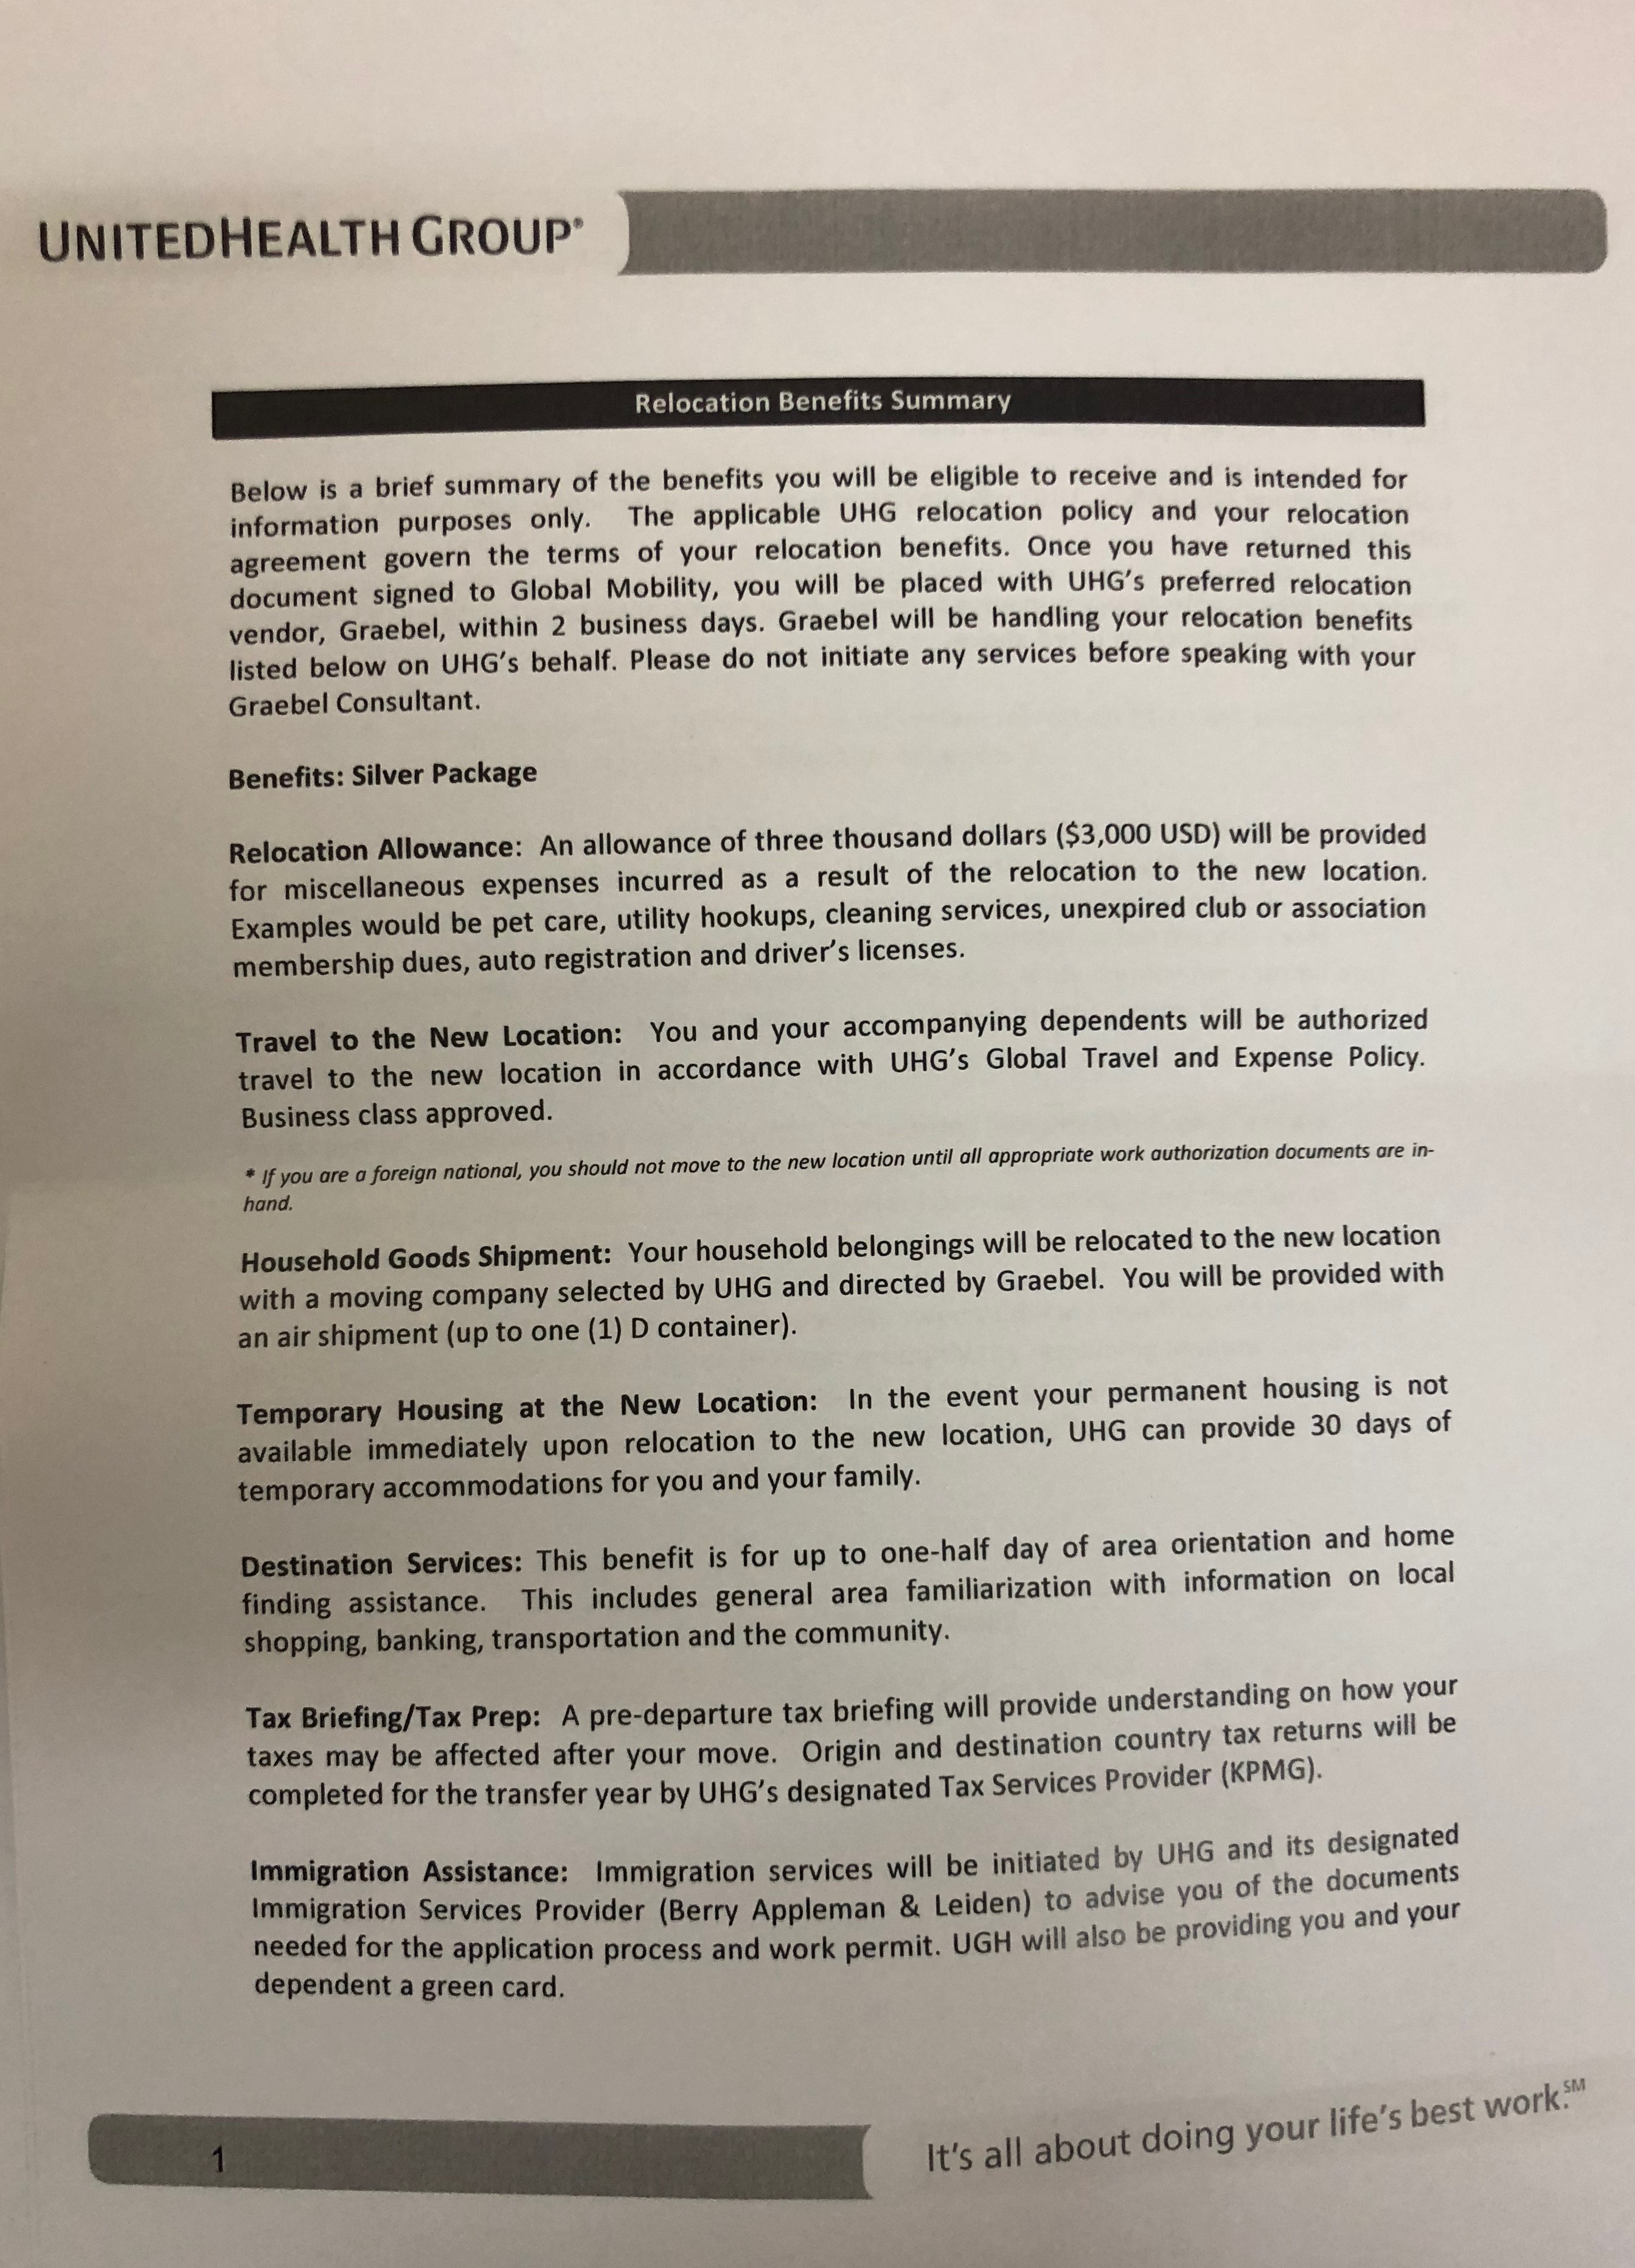 UNITEDHEALTH GROUP®
Relocation Benefits Summary
Below is a brief summary of the benefits you will be eligible to receive and is intended for
information purposes only. The applicable UHG relocation policy and your relocation
agreement govern the terms of your relocation benefits. Once you have returned this
document signed to Global Mobility, you will be placed with UHG's preferred relocation
vendor, Graebel, within 2 business days. Graebel will be handling your relocation benefits
listed below on UHG's behalf. Please do not initiate any services before speaking with your
Graebel Consultant.
Benefits: Silver Package
Relocation Allowance: An allowance of three thousand dollars ($3,000 USD) will be provided
for miscellaneous expenses incurred as a result of the relocation to the new location.
Examples would be pet care, utility hookups, cleaning services, unexpired club or association
membership dues, auto registration and driver's licenses.
Travel to the New Location: You and your accompanying dependents will be authorized
travel to the new location in accordance with UHG's Global Travel and Expense Policy.
Business class approved.
* If you are a foreign national, you should not move to the new location until all appropriate work authorization documents are in-
hand.
Household Goods Shipment: Your household belongings will be relocated to the new location
with a moving company selected by UHG and directed by Graebel. You will be provided with
an air shipment (up to one (1) D container).
Temporary Housing at the New Location: In the event your permanent housing is not
available immediately upon relocation to the new location, UHG can provide 30 days of
temporary accommodations for you and your family.
Destination Services: This benefit is for up to one-half day of area orientation and home
finding assistance. This includes general area familiarization with information on local
shopping, banking, transportation and the community.
Tax Briefing/Tax Prep: A pre-departure tax briefing will provide understanding on how your
taxes may be affected after your move. Origin and destination country tax returns will be
completed for the transfer year by UHG's designated Tax Services Provider (KPMG).
Immigration Assistance: Immigration services will be initiated by UHG and its designated
Immigration Services Provider (Berry Appleman & Leiden) to advise you of the documents
needed for the application process and work permit. UGH will also be providing you and your
dependent a green card.
1
It's all about doing your life's best work.℠